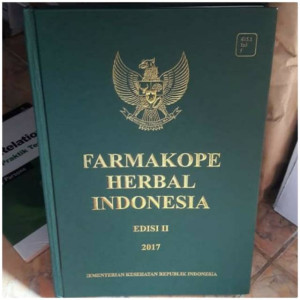 FARMAKOPE
HERBAL
INDONESIA
EDISI II
2017
KEMENTERIAN KESEHATAN REPUBLIK INDONESIA